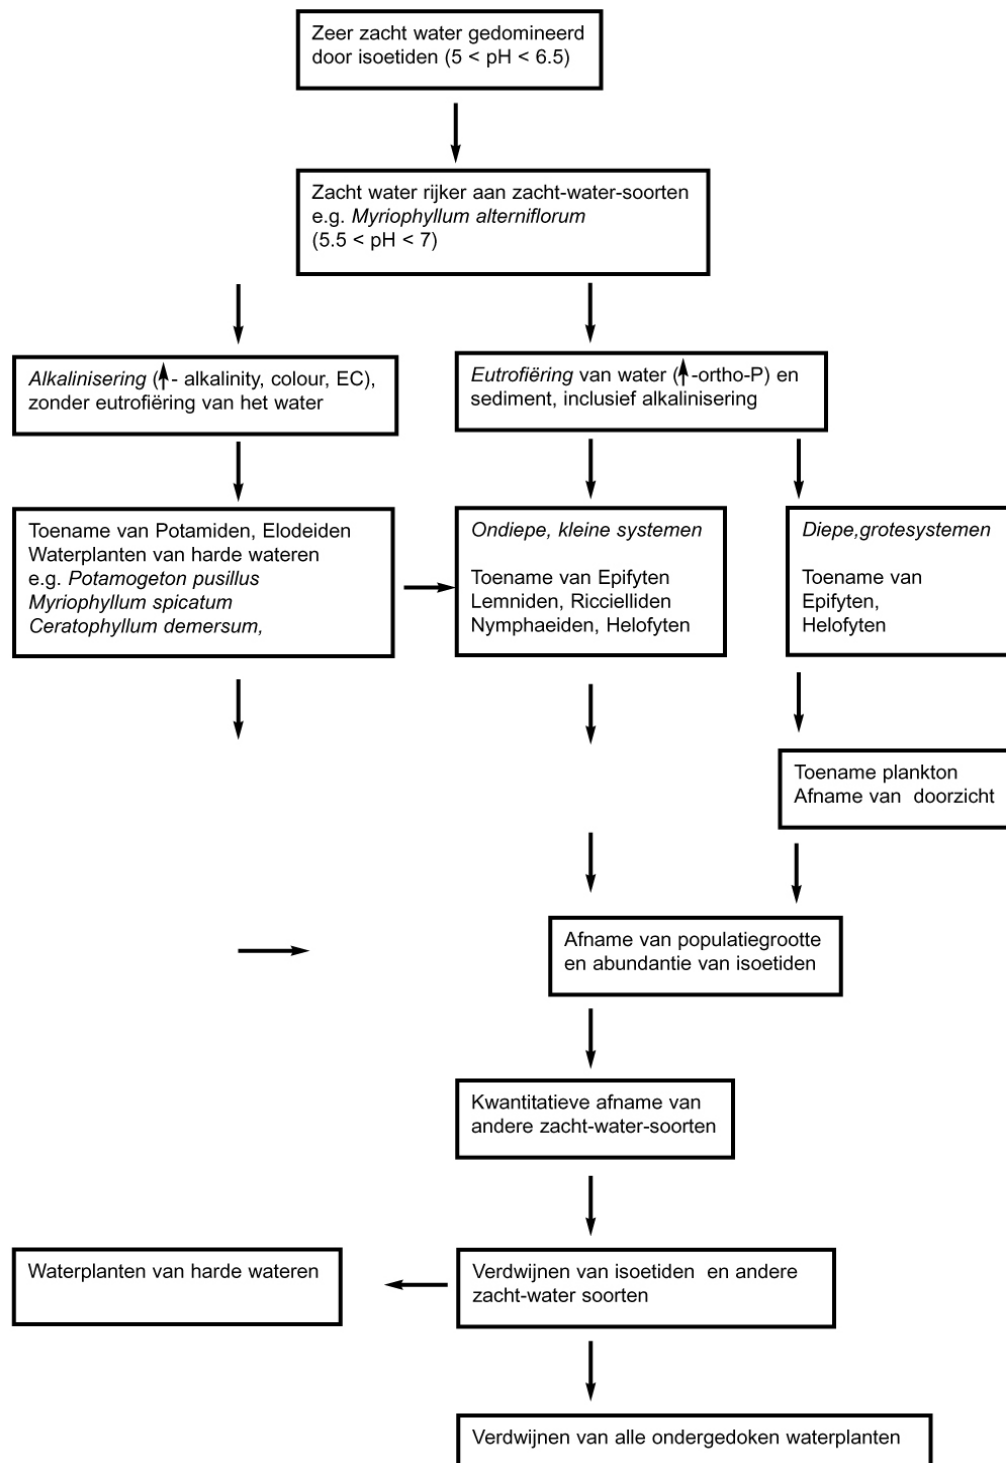 Zeer zacht water gedomineerd
door isoetiden (5 < pH < 6.5)
Zacht water rijker aan zacht-water-soorten
e.g. Myriophyllum alterniflorum
(5.5 < pH < 7)
Alkalinisering (↑- alkalinity, colour, EC),
zonder eutrofiëring van het water
Eutrofiëring van water (↑-ortho-P) en
sediment, inclusief alkalinisering
Toename van Potamiden, Elodeiden
Waterplanten van harde wateren
e.g. Potamogeton pusillus
Myriophyllum spicatum
Ceratophyllum demersum,
Ondiepe, kleine systemen
Toename van Epifyten
Lemniden, Riccielliden
Nymphaeiden, Helofyten
Diepe,grotesystemen
Toename van
Epifyten,
Helofyten
Toename plankton
Afname van doorzicht
Afname van populatiegrootte
en abundantie van isoetiden
Kwantitatieve afname van
andere zacht-water-soorten
Waterplanten van harde wateren
Verdwijnen van isoetiden en andere
zacht-water soorten
Verdwijnen van alle ondergedoken waterplanten